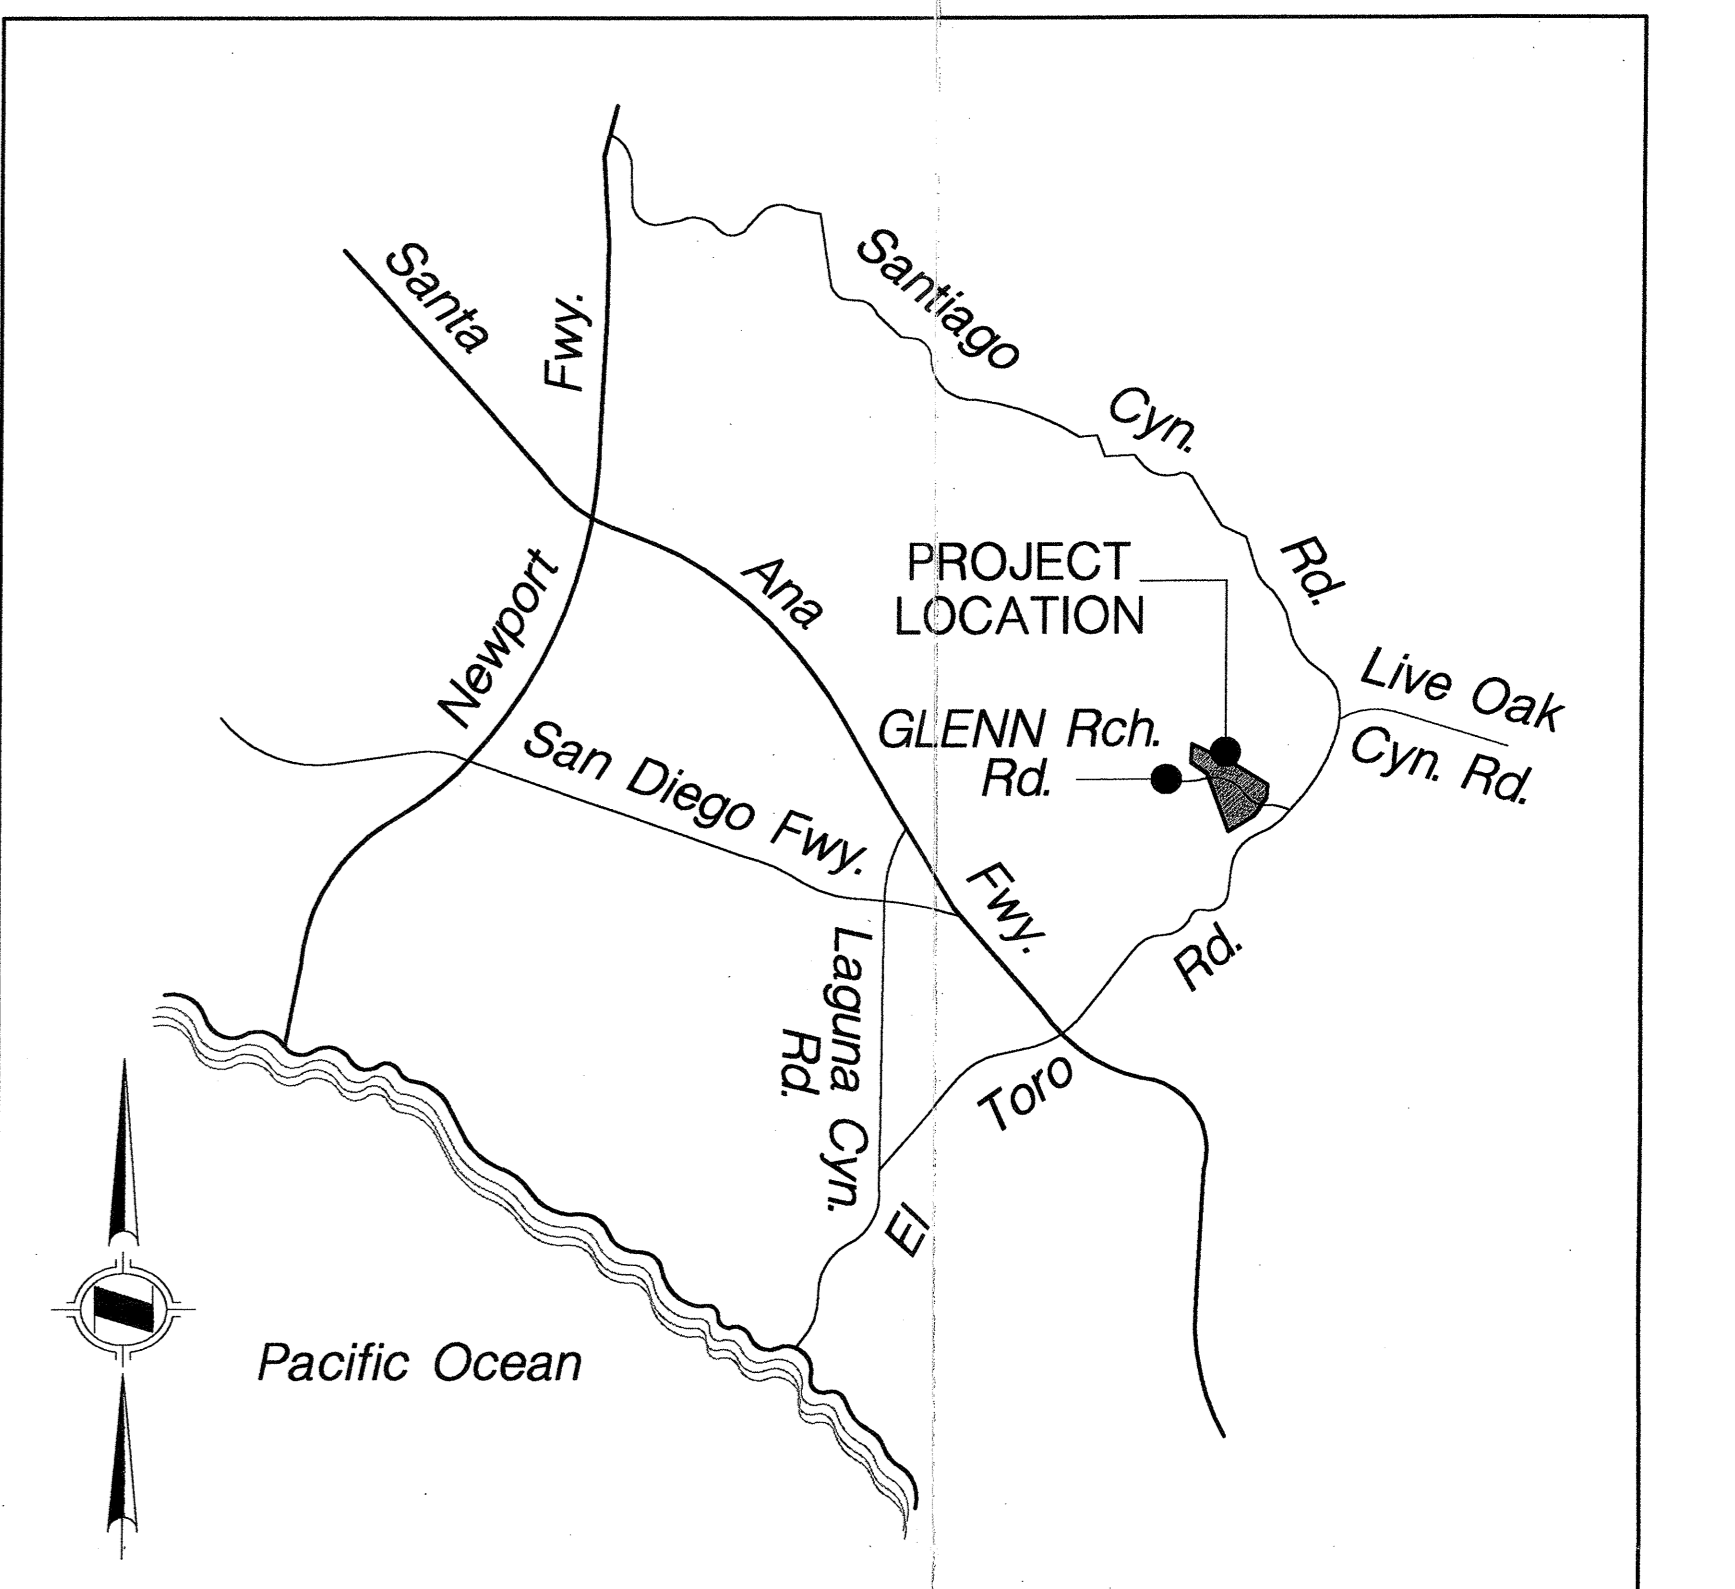 Santa
Fwy.
Santiago
Cyn.
Rd.
PROJECT
LOCATION
Newport
Ana
Live Oak
Cyn. Rd.
GLENN Rch.
Rd.
San Diego Fwy.
Fwy.
Laguna Cyn.
Rd.
Rd.
Toro
El
Pacific Ocean